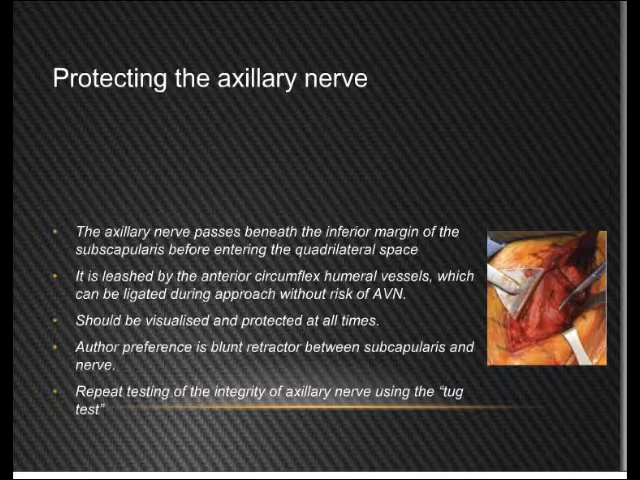 Protecting the axillary nerve
• The axillary nerve passes beneath the inferior margin of the
subscapularis before entering the quadrilateral space
• It is leashed by the anterior circumflex humeral vessels, which
can be ligated during approach without risk of AVN.
• Should be visualised and protected at all times.
• Author preference is blunt retractor between subcapularis and
nerve.
• Repeat testing of the integrity of axillary nerve using the “tug
test”